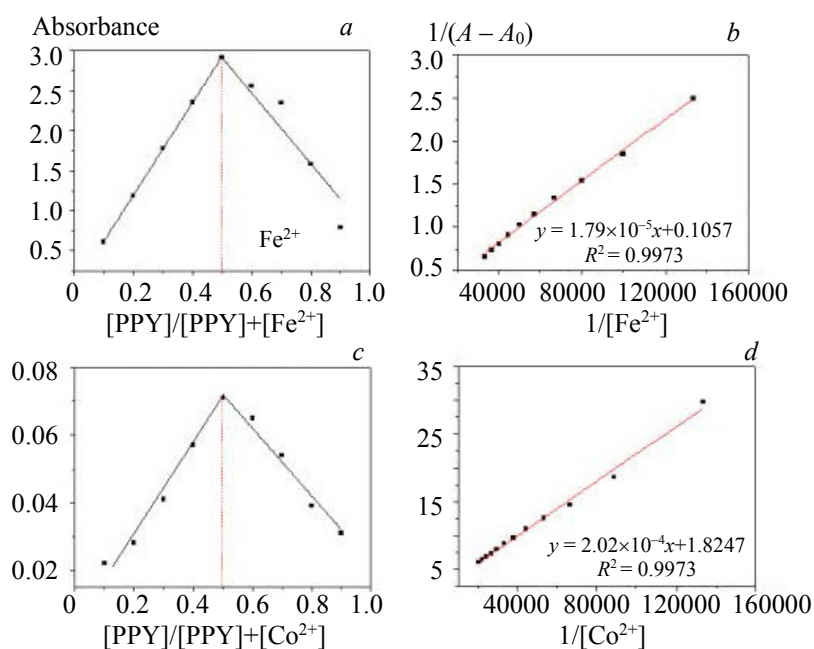 Absorbance a
3.0
2.5
2.0
1.5
1.0
0.5
Fe²⁺
0 0.2 0.4 0.6 0.8 1.0
[PPY]/[PPY]+[Fe²⁺]
1/(A – A₀) b
3.0
2.5
2.0
1.5
1.0
0.5
y = 1.79×10⁻⁵x+0.1057
R² = 0.9973
40000 80000 120000 160000
1/[Fe²⁺]
c
0.08
0.06
0.04
0.02
0 0.2 0.4 0.6 0.8 1.0
[PPY]/[PPY]+[Co²⁺]
d
35
25
15
5
y = 2.02×10⁻⁴x+1.8247
R² = 0.9973
40000 80000 120000 160000
1/[Co²⁺]